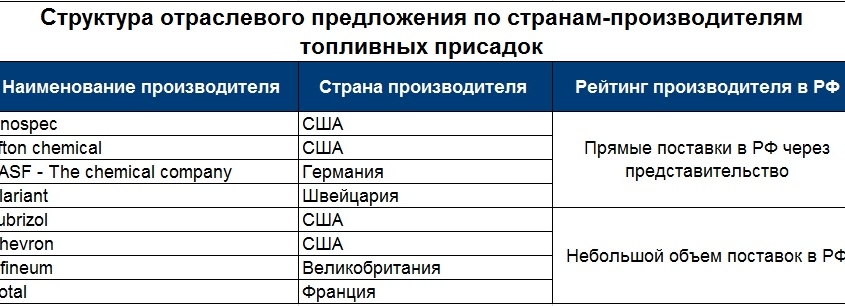 Структура отраслевого предложения по странам-производителям
топливных присадок
Наименование производителя Страна производителя Рейтинг производителя в РФ
nospec США
fton chemical США
ASF - The chemical company Германия
lariant Швейцария
Прямые поставки в РФ через
представительство
ubrizol США
hevron США
fineum Великобритания
otal Франция
Небольшой объем поставок в РФ